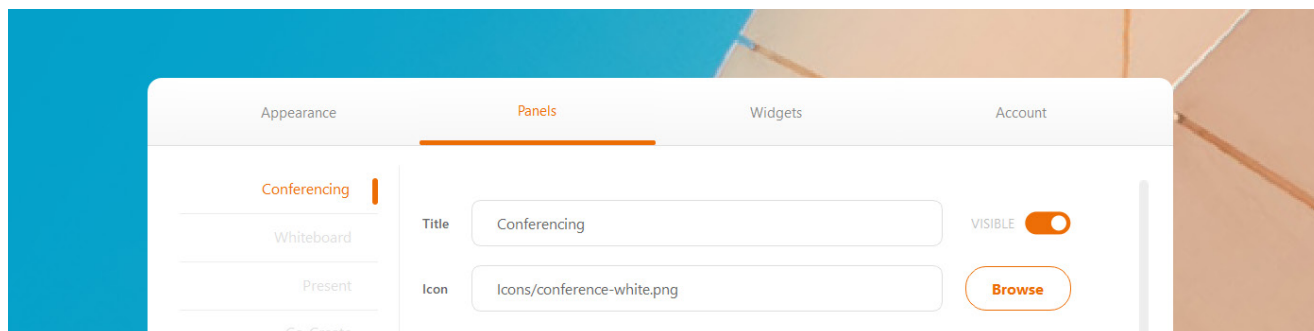 Appearance
Panels
Widgets
Account
Conferencing
Whiteboard
Present
Title
Conferencing
VISIBLE
Icon
Icons/conference-white.png
Browse